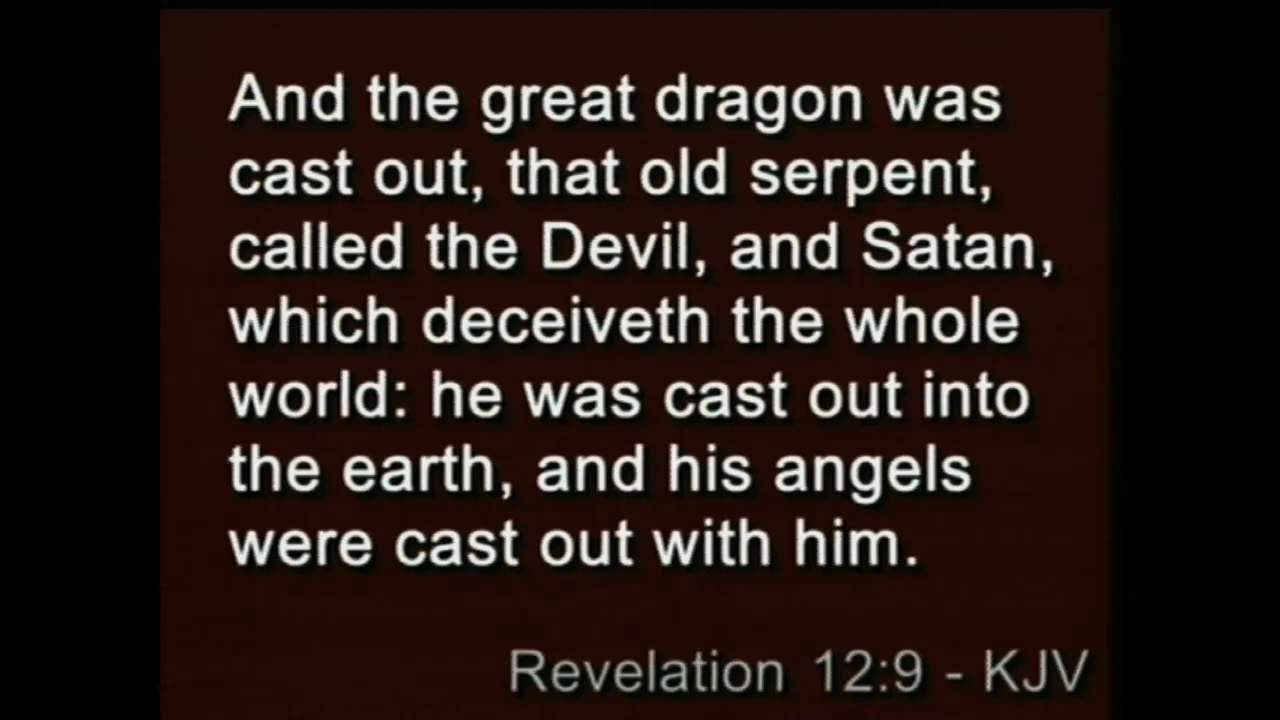 And the great dragon was
cast out, that old serpent,
called the Devil, and Satan,
which deceiveth the whole
world: he was cast out into
the earth, and his angels
were cast out with him.
Revelation 12:9 - KJV